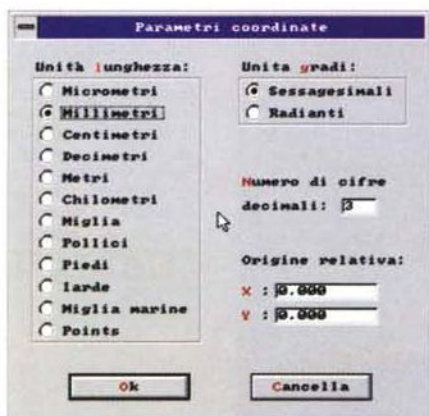 Parametri coordinate
Unità lunghezza:
Micrometri
Millimetri
Centimetri
Decimetri
Metri
Chilometri
Miglia
Pollici
Piedi
Iarde
Miglia marine
Points
Unita gradi:
Sessagesimali
Radianti
Numero di cifre
decimali: 3
Origine relativa:
X : 0.000
Y : 0.000
Ok
Cancella